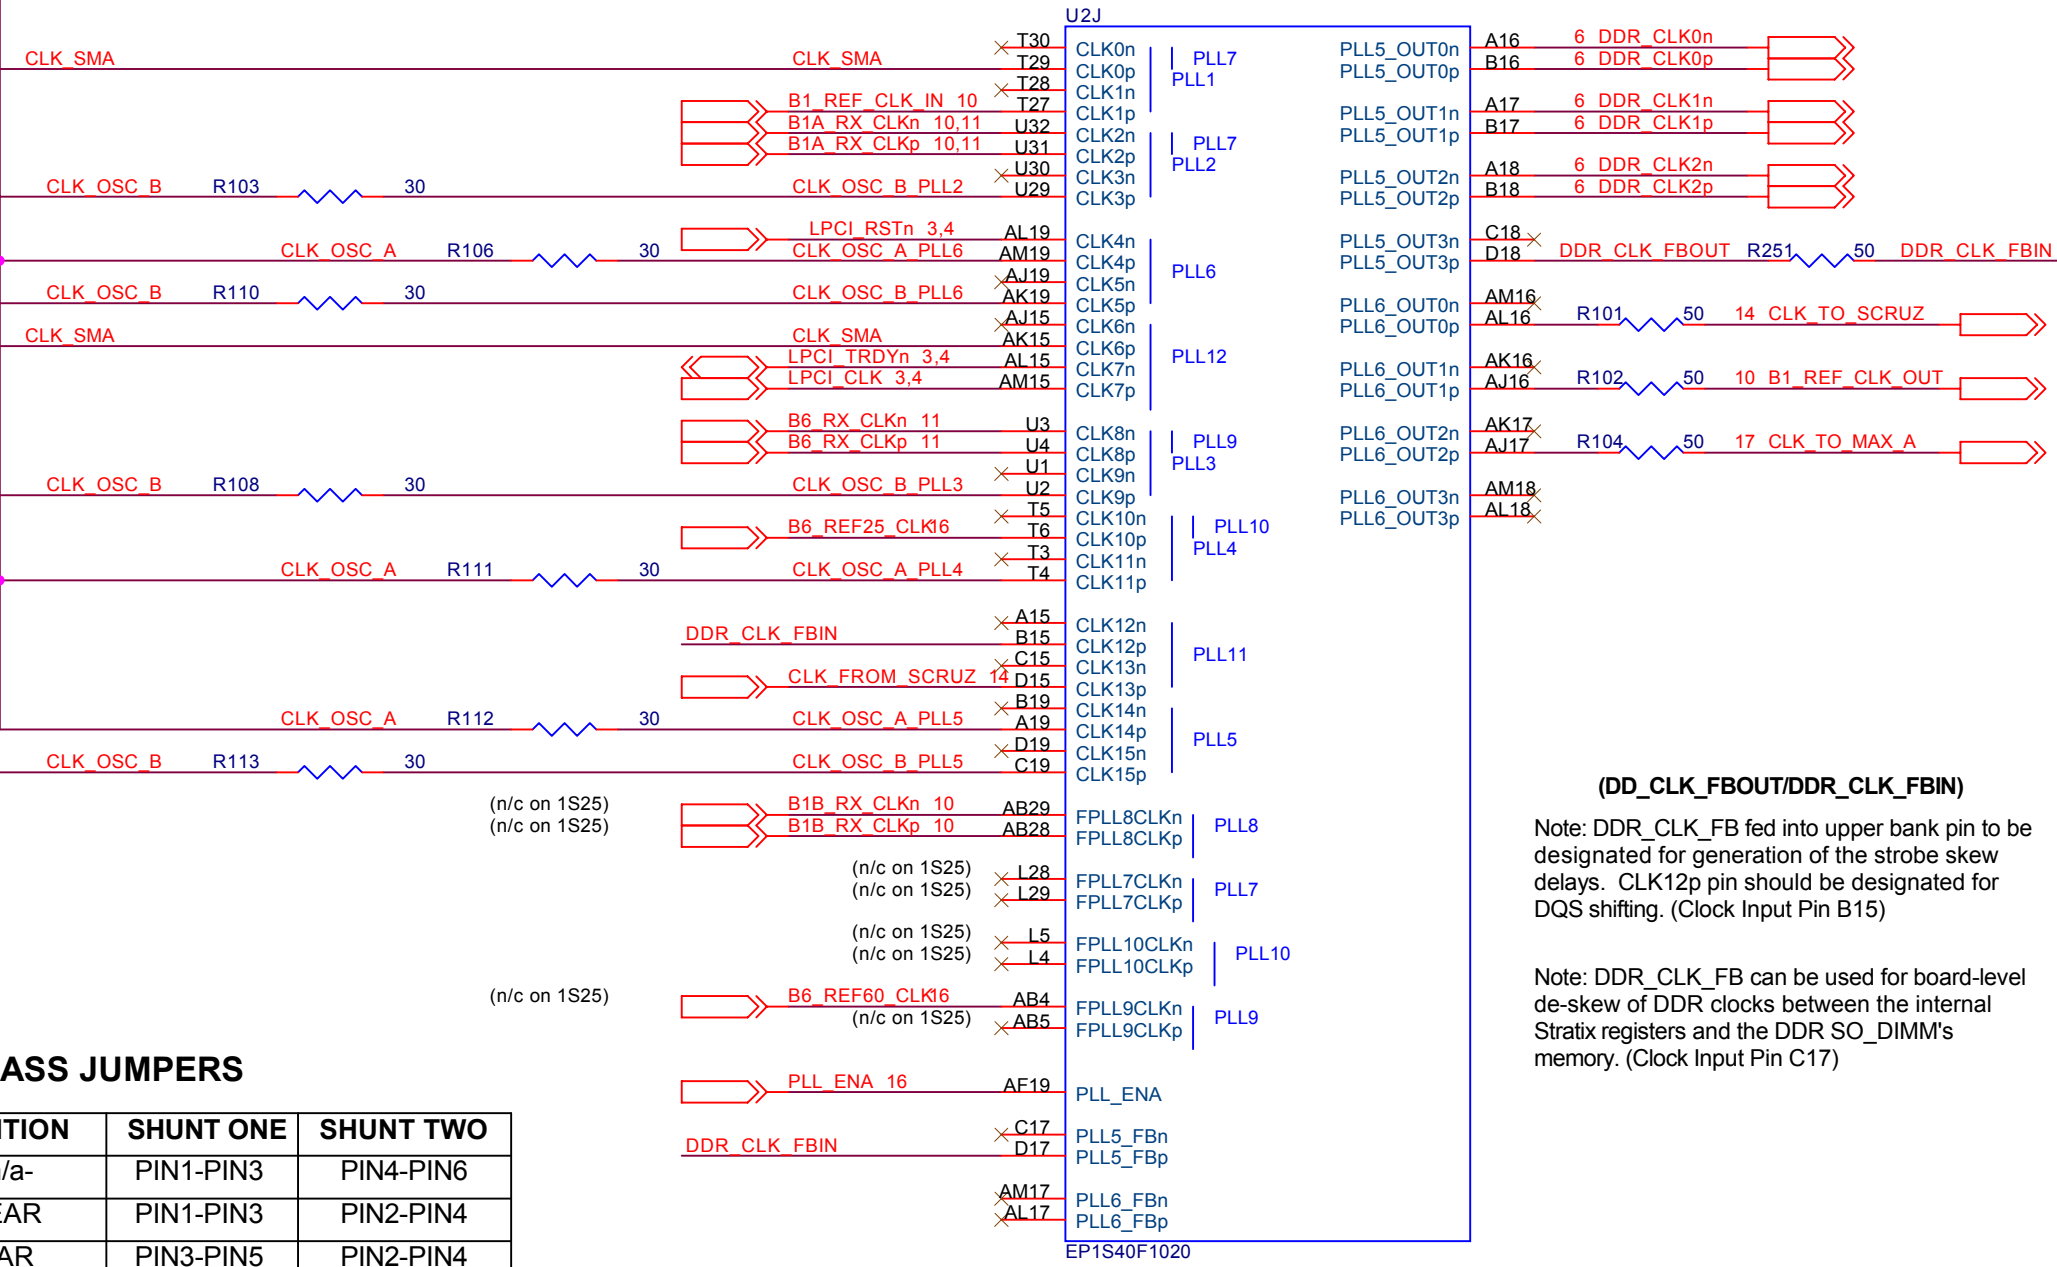 U2J
CLK_SMA CLK_SMA T30 CLK0n PLL7 PLL5_OUT0n A16 6 DDR_CLK0n
T29 CLK0p PLL1 PLL5_OUT0p B16 6 DDR_CLK0p
T28 CLK1n
B1_REF_CLK_IN 10 T27 CLK1p PLL5_OUT1n A17 6 DDR_CLK1n
B1A_RX_CLKn 10,11 U32 CLK2n PLL7 PLL5_OUT1p B17 6 DDR_CLK1p
B1A_RX_CLKp 10,11 U31 CLK2p PLL2
U30 CLK3n PLL5_OUT2n A18 6 DDR_CLK2n
CLK_OSC_B R103 30 CLK_OSC_B_PLL2 U29 CLK3p PLL5_OUT2p B18 6 DDR_CLK2p
LPCI_RSTn 3,4 AL19 CLK4n PLL5_OUT3n C18
CLK_OSC_A R106 30 CLK_OSC_A_PLL6 AM19 CLK4p PLL6 PLL5_OUT3p D18 DDR_CLK_FBOUT R251 50 DDR_CLK_FBIN
AJ19 CLK5n
CLK_OSC_B R110 30 CLK_OSC_B_PLL6 AK19 CLK5p PLL6_OUT0n AM16
AJ15 CLK6n PLL6_OUT0p AL16 R101 50 14 CLK_TO_SCRUZ
CLK_SMA CLK_SMA AK15 CLK6p PLL12
LPCI_TRDYn 3,4 AL15 CLK7n PLL6_OUT1n AK16
LPCI_CLK 3,4 AM15 CLK7p PLL6_OUT1p AJ16 R102 50 10 B1_REF_CLK_OUT
B6_RX_CLKn 11 U3 CLK8n PLL9 PLL6_OUT2n AK17
B6_RX_CLKp 11 U4 CLK8p PLL3 PLL6_OUT2p AJ17 R104 50 17 CLK_TO_MAX_A
U1 CLK9n
CLK_OSC_B R108 30 CLK_OSC_B_PLL3 U2 CLK9p PLL6_OUT3n AM18
T5 CLK10n PLL10 PLL6_OUT3p AL18
B6_REF25_CLK16 T6 CLK10p PLL4
T3 CLK11n
CLK_OSC_A R111 30 CLK_OSC_A_PLL4 T4 CLK11p
A15 CLK12n
DDR_CLK_FBIN B15 CLK12p PLL11
C15 CLK13n
CLK_FROM_SCRUZ 14 D15 CLK13p
B19 CLK14n
CLK_OSC_A R112 30 CLK_OSC_A_PLL5 A19 CLK14p PLL5
D19 CLK15n
CLK_OSC_B R113 30 CLK_OSC_B_PLL5 C19 CLK15p
(n/c on 1S25) B1B_RX_CLKn 10 AB29 FPLL8CLKn PLL8
(n/c on 1S25) B1B_RX_CLKp 10 AB28 FPLL8CLKp
(n/c on 1S25) L28 FPLL7CLKn PLL7
(n/c on 1S25) L29 FPLL7CLKp
(n/c on 1S25) L5 FPLL10CLKn PLL10
(n/c on 1S25) L4 FPLL10CLKp
(n/c on 1S25) B6_REF60_CLK16 AB4 FPLL9CLKn PLL9
(n/c on 1S25) AB5 FPLL9CLKp
PLL_ENA 16 AF19 PLL_ENA
C17 PLL5_FBn
DDR_CLK_FBIN D17 PLL5_FBp
AM17 PLL6_FBn
AL17 PLL6_FBp
EP1S40F1020
(DD_CLK_FBOUT/DDR_CLK_FBIN)
Note: DDR_CLK_FB fed into upper bank pin to be
designated for generation of the strobe skew
delays. CLK12p pin should be designated for
DQS shifting. (Clock Input Pin B15)
Note: DDR_CLK_FB can be used for board-level
de-skew of DDR clocks between the internal
Stratix registers and the DDR SO_DIMM's
memory. (Clock Input Pin C17)
ASS JUMPERS
ITION SHUNT ONE SHUNT TWO
/a- PIN1-PIN3 PIN4-PIN6
EAR PIN1-PIN3 PIN2-PIN4
AR PIN3-PIN5 PIN2-PIN4